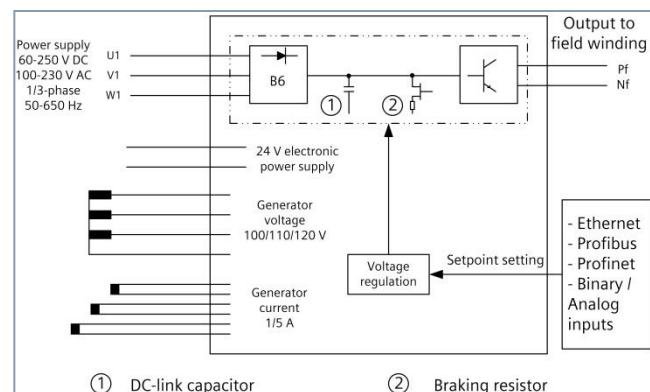 Power supply
60-250 V DC
100-230 V AC
1/3-phase
50-650 Hz
U1
V1
W1
B6
①
②
Output to
field winding
Pf
Nf
24 V electronic
power supply
Generator
voltage
100/110/120 V
Generator
current
1/5 A
Voltage
regulation
Setpoint setting
- Ethernet
- Profibus
- Profinet
- Binary /
Analog
inputs
① DC-link capacitor
② Braking resistor